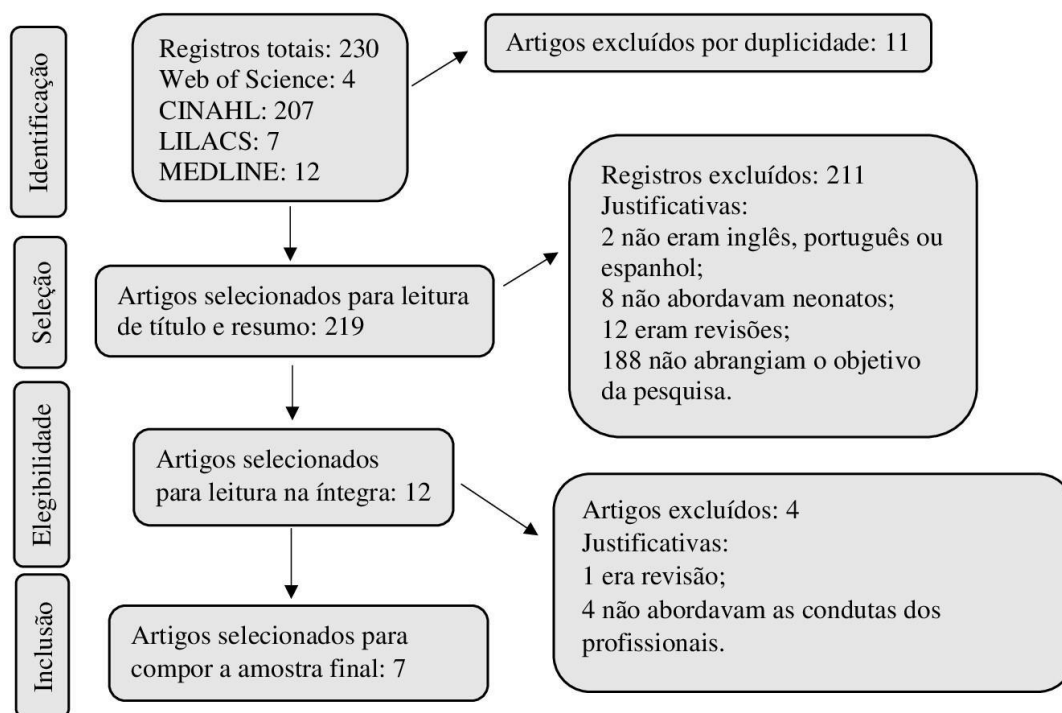 Identificação
Registros totais: 230
Web of Science: 4
CINAHL: 207
LILACS: 7
MEDLINE: 12
Artigos excluídos por duplicidade: 11
Seleção
Artigos selecionados para leitura
de título e resumo: 219
Registros excluídos: 211
Justificativas:
2 não eram inglês, português ou
espanhol;
8 não abordavam neonatos;
12 eram revisões;
188 não abrangiam o objetivo
da pesquisa.
Elegibilidade
Artigos selecionados
para leitura na íntegra: 12
Artigos excluídos: 4
Justificativas:
1 era revisão;
4 não abordavam as condutas dos
profissionais.
Inclusão
Artigos selecionados para
compor a amostra final: 7